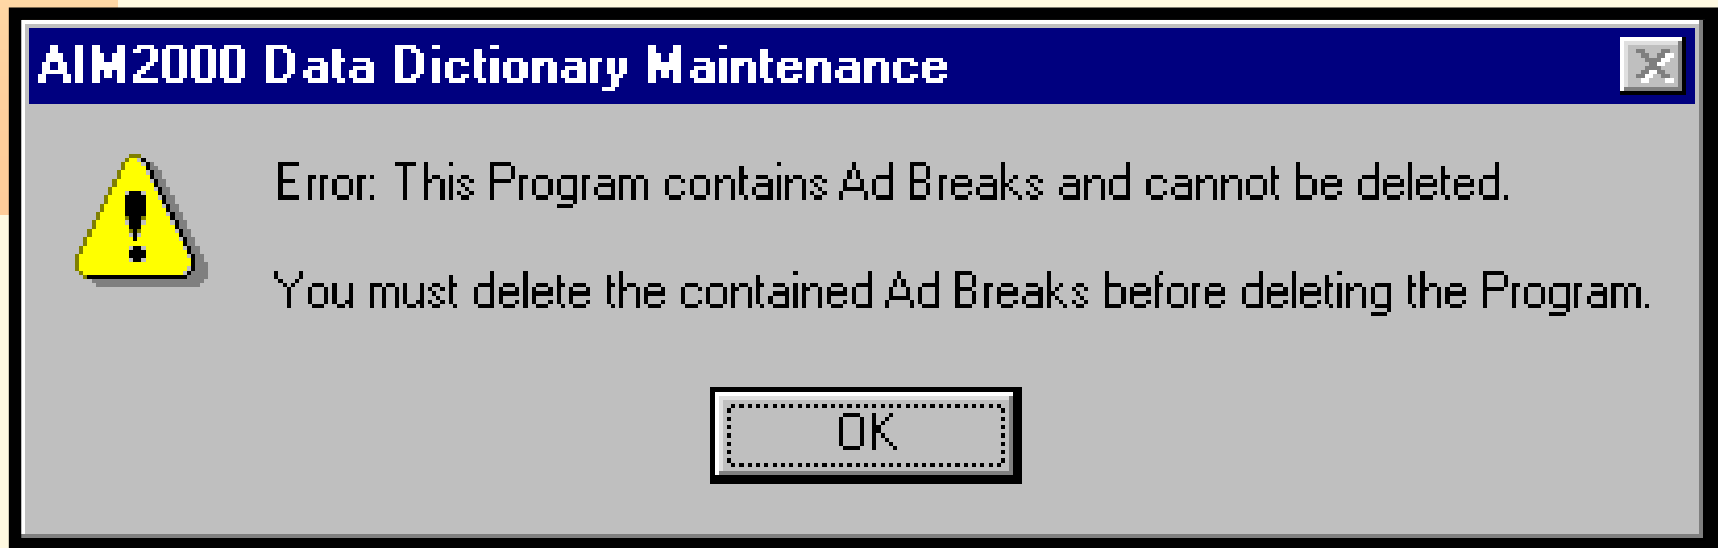 AIM2000 Data Dictionary Maintenance
Error: This Program contains Ad Breaks and cannot be deleted.
You must delete the contained Ad Breaks before deleting the Program.
OK